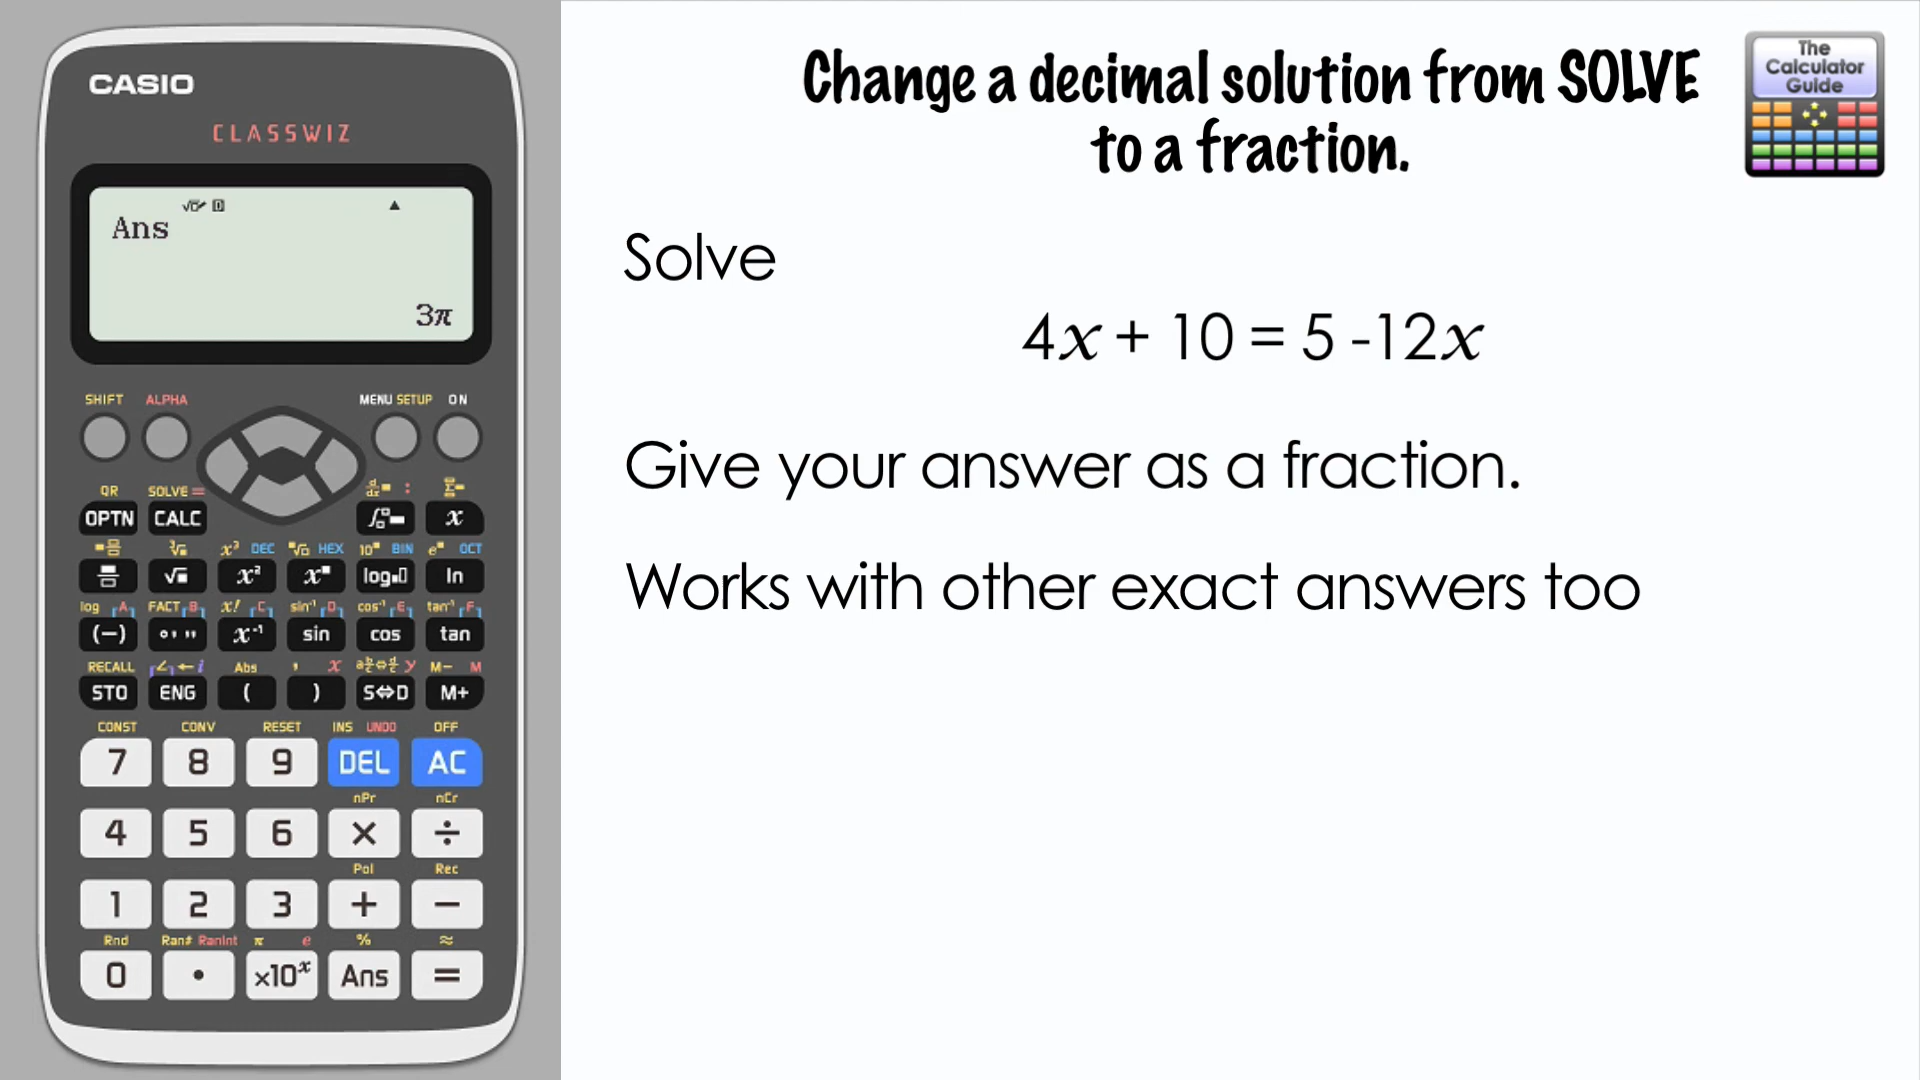 CASIO
CLASSWIZ
Ans
3π
SHIFT ALPHA MENU SETUP ON
QR SOLVE =
OPTN CALC x
x³ DEC HEX 10 BIN e OCT
x² log ln
log A FACT B x! C sin⁻¹ D cos⁻¹ E tan⁻¹ F
(−) x⁻¹ sin cos tan
RECALL ∠ ← i Abs , x y M− M
STO ENG ( ) S⇔D M+
CONST CONV RESET INS UNDO OFF
7 8 9 DEL AC
nPr nCr
4 5 6 × ÷
Pol Rec
1 2 3 + −
Rnd Ran# RanInt π e % ≈
0 • ×10ˣ Ans =
Change a decimal solution from SOLVE
to a fraction.
The
Calculator
Guide
Solve
4x + 10 = 5 -12x
Give your answer as a fraction.
Works with other exact answers too